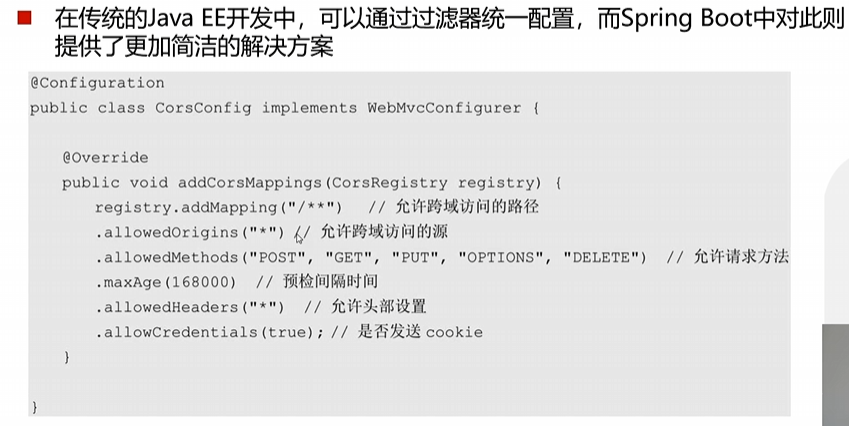 在传统的Java EE开发中，可以通过过滤器统一配置，而Spring Boot中对此则
提供了更加简洁的解决方案
@Configuration
public class CorsConfig implements WebMvcConfigurer {
@Override
public void addCorsMappings(CorsRegistry registry) {
registry.addMapping("/**") // 允许跨域访问的路径
.allowedOrigins("*") // 允许跨域访问的源
.allowedMethods("POST", "GET", "PUT", "OPTIONS", "DELETE") // 允许请求方法
.maxAge(168000) // 预检间隔时间
.allowedHeaders("*") // 允许头部设置
.allowCredentials(true); // 是否发送 cookie
}
}